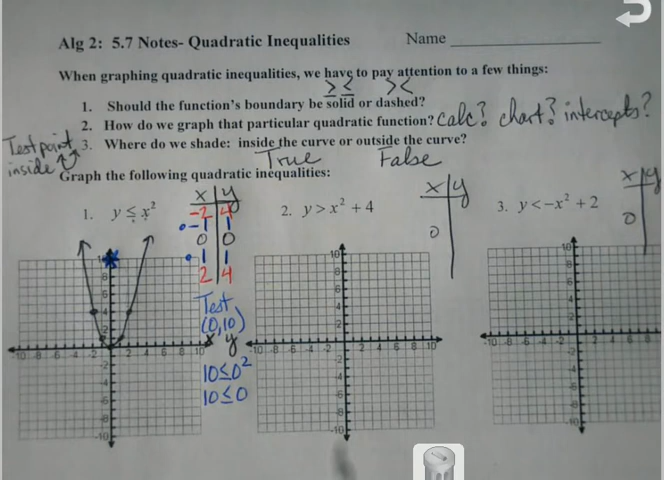 Alg 2: 5.7 Notes- Quadratic Inequalities Name
When graphing quadratic inequalities, we have to pay attention to a few things:
> < > <
1. Should the function's boundary be solid or dashed?
2. How do we graph that particular quadratic function? Calc? chart? intercepts?
Test point inside
3. Where do we shade: inside the curve or outside the curve?
True False
Graph the following quadratic inequalities:
1. y ≤ x²
x y
-2 4
-1 1
0 0
1 1
2 4
Test
(0,10)
x y
10≤0²
10≤0
2. y > x² + 4
x y
0
3. y < -x² + 2
x y
0